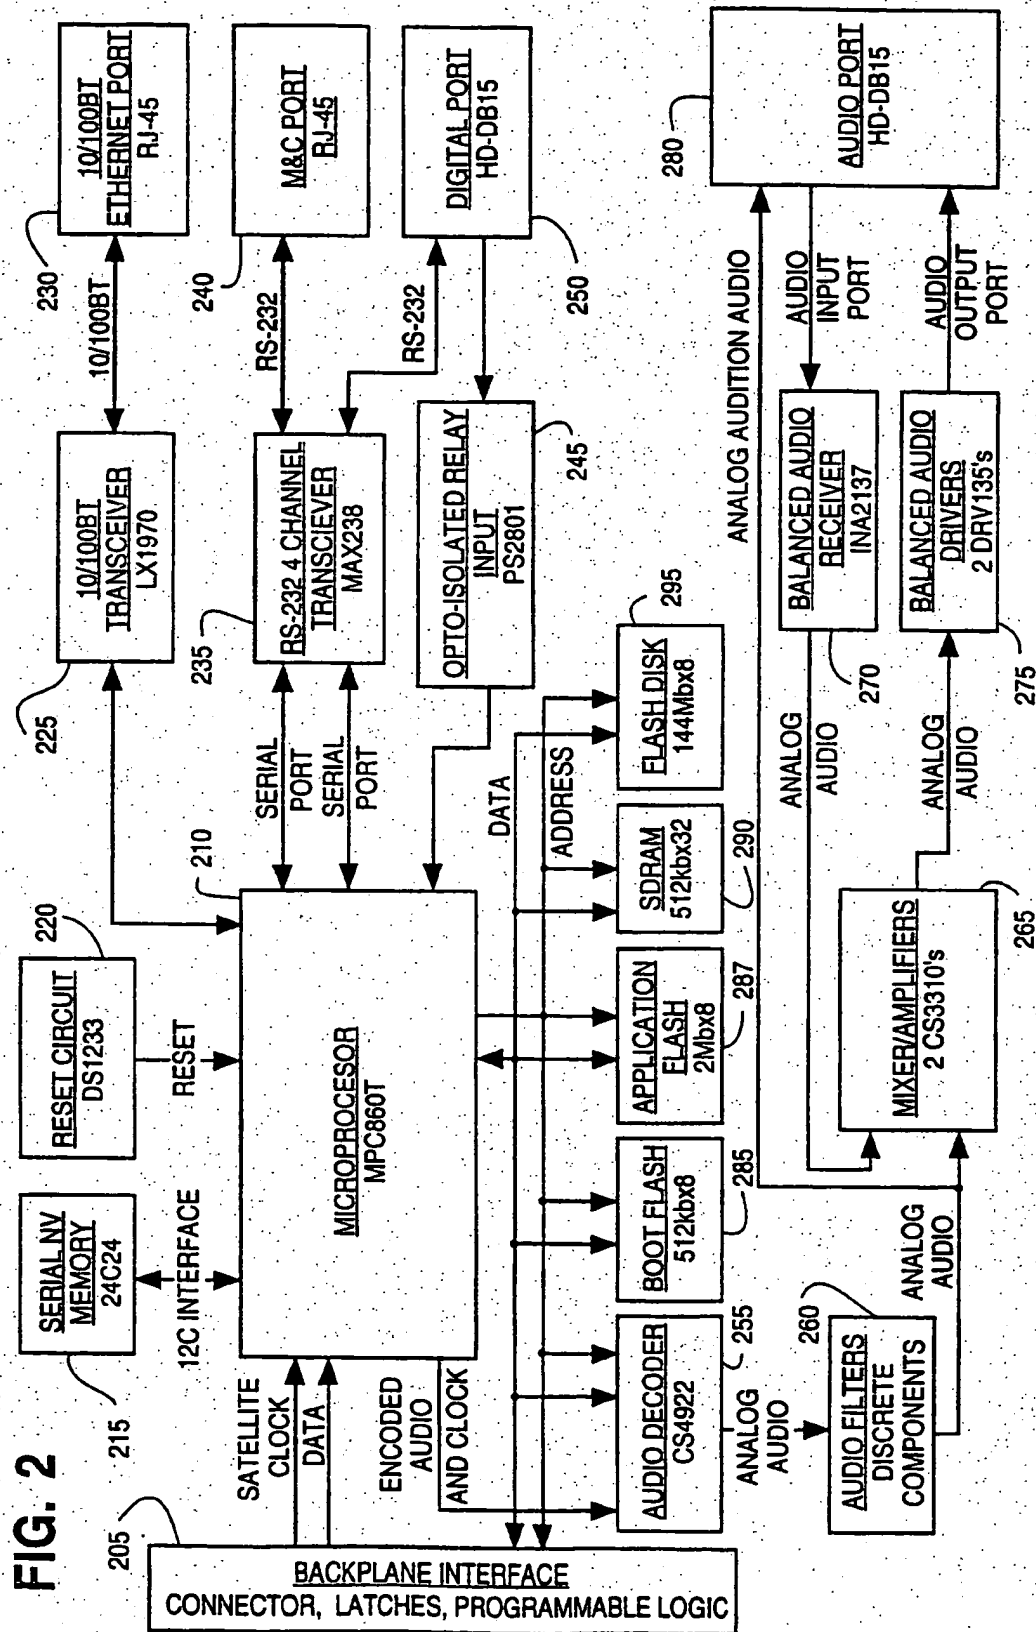 FIG. 2
205
BACKPLANE INTERFACE
CONNECTOR, LATCHES, PROGRAMMABLE LOGIC
SERIAL NV
MEMORY
24C24
215
12C INTERFACE
RESET CIRCUIT
DS1233
220
RESET
SATELLITE
CLOCK
DATA
ENCODED
AUDIO
AND CLOCK
MICROPROCESOR
MPC860T
210
10/100BT
TRANSCEIVER
LX1970
225
10/100BT
10/100BT
ETHERNET PORT
RJ-45
230
SERIAL
PORT
SERIAL
PORT
RS-232 4 CHANNEL
TRANSCIEVER
MAX238
235
RS-232
M&C PORT
RJ-45
240
RS-232
OPTO-ISOLATED RELAY
INPUT
PS2801
245
DIGITAL PORT
HD-DB15
250
DATA
ADDRESS
AUDIO DECODER
CS4922
255
BOOT FLASH
512kbx8
285
APPLICATION
FLASH
2Mbx8
287
SDRAM
512kbx32
290
FLASH DISK
144Mbx8
295
ANALOG
AUDIO
AUDIO FILTERS
DISCRETE
COMPONENTS
260
ANALOG
AUDIO
MIXER/AMPLIFIERS
2 CS3310's
265
ANALOG
AUDIO
ANALOG
AUDIO
BALANCED AUDIO
RECEIVER
INA2137
270
BALANCED AUDIO
DRIVERS
2 DRV135's
275
ANALOG AUDITION AUDIO
AUDIO
INPUT
PORT
AUDIO
OUTPUT
PORT
AUDIO PORT
HD-DB15
280